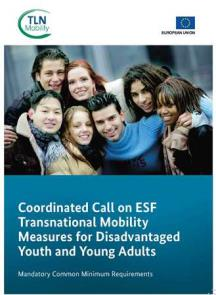 TLN
Mobility
EUROPEAN UNION
Coordinated Call on ESF
Transnational Mobility
Measures for Disadvantaged
Youth and Young Adults
Mandatory Common Minimum Requirements